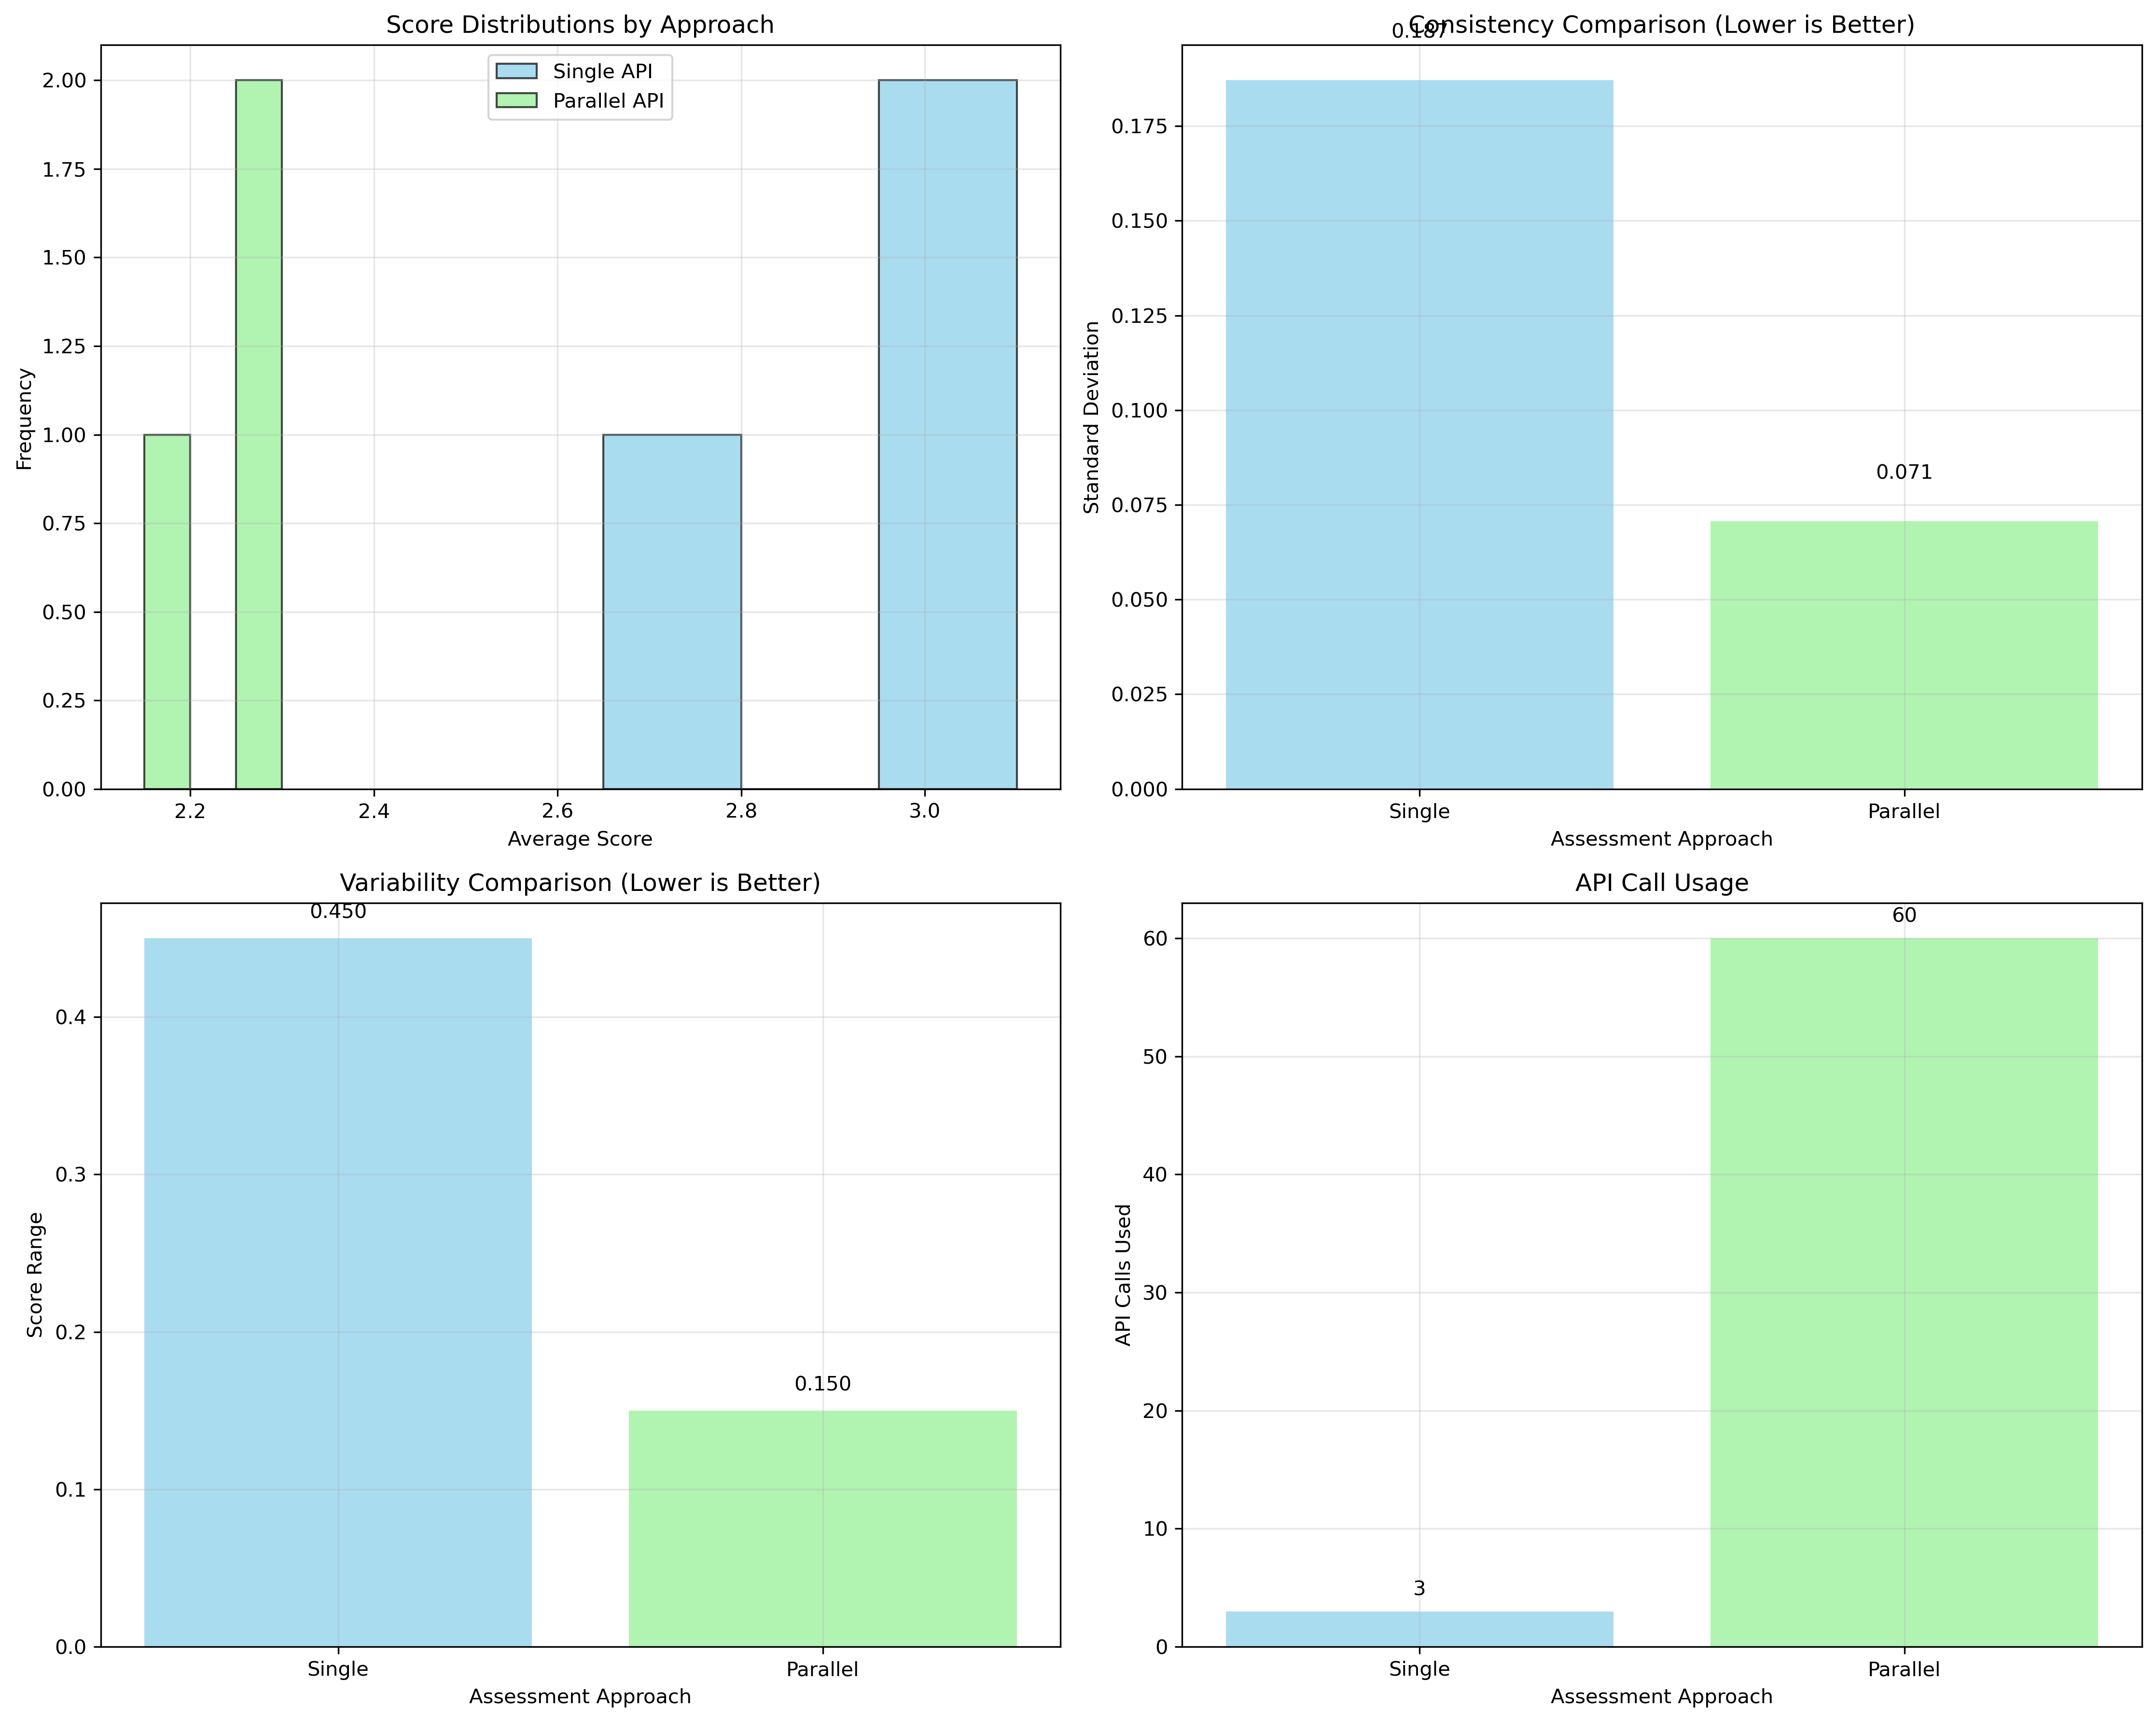 Score Distributions by Approach
Single API
Parallel API
2.00
1.75
1.50
1.25
1.00
0.75
0.50
0.25
0.00
Frequency
2.2 2.4 2.6 2.8 3.0
Average Score
Consistency Comparison (Lower is Better)
0.187
0.071
0.175
0.150
0.125
0.100
0.075
0.050
0.025
0.000
Standard Deviation
Single Parallel
Assessment Approach
Variability Comparison (Lower is Better)
0.450
0.150
0.4
0.3
0.2
0.1
0.0
Score Range
Single Parallel
Assessment Approach
API Call Usage
60
3
60
50
40
30
20
10
0
API Calls Used
Single Parallel
Assessment Approach